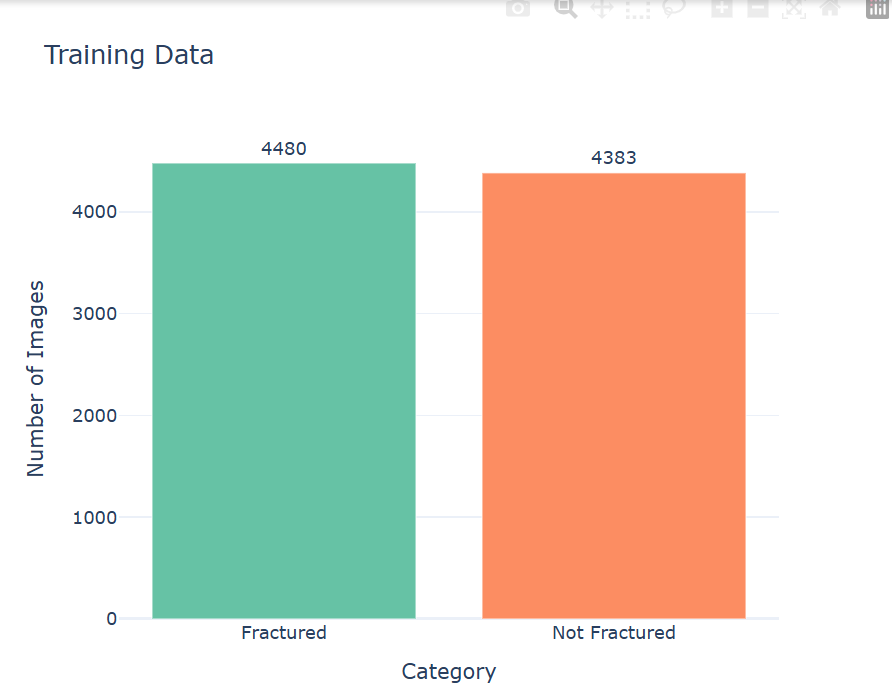 Training Data
4480
4383
4000
3000
2000
1000
0
Number of Images
Fractured
Not Fractured
Category